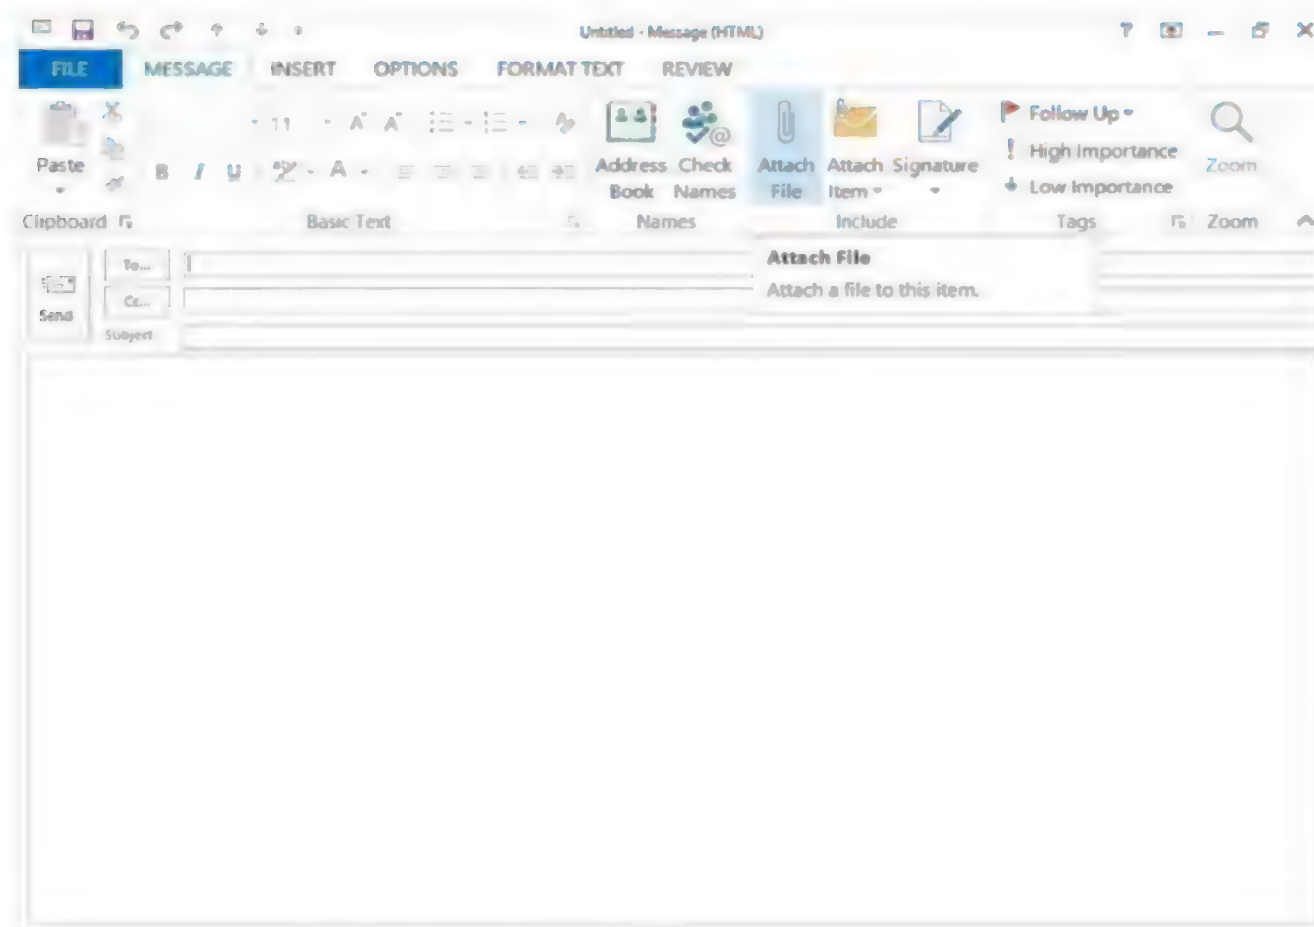 Untitled - Message (HTML)
FILE MESSAGE INSERT OPTIONS FORMAT TEXT REVIEW
Paste
11
B I U
Address Book
Check Names
Attach File
Attach Item
Signature
Follow Up
High Importance
Low Importance
Zoom
Clipboard Basic Text Names Include Tags Zoom
Attach File
Attach a file to this item.
Send
To...
Cc...
Subject